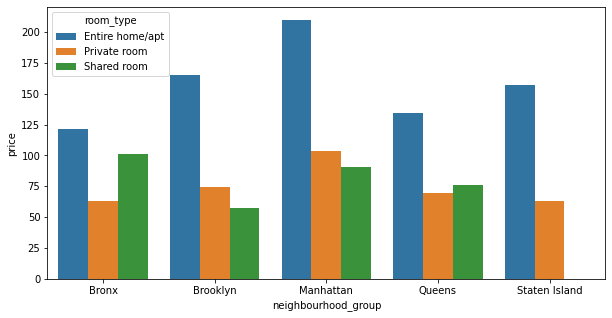 room_type
Entire home/apt
Private room
Shared room
price
200
175
150
125
100
75
50
25
0
Bronx Brooklyn Manhattan Queens Staten Island
neighbourhood_group